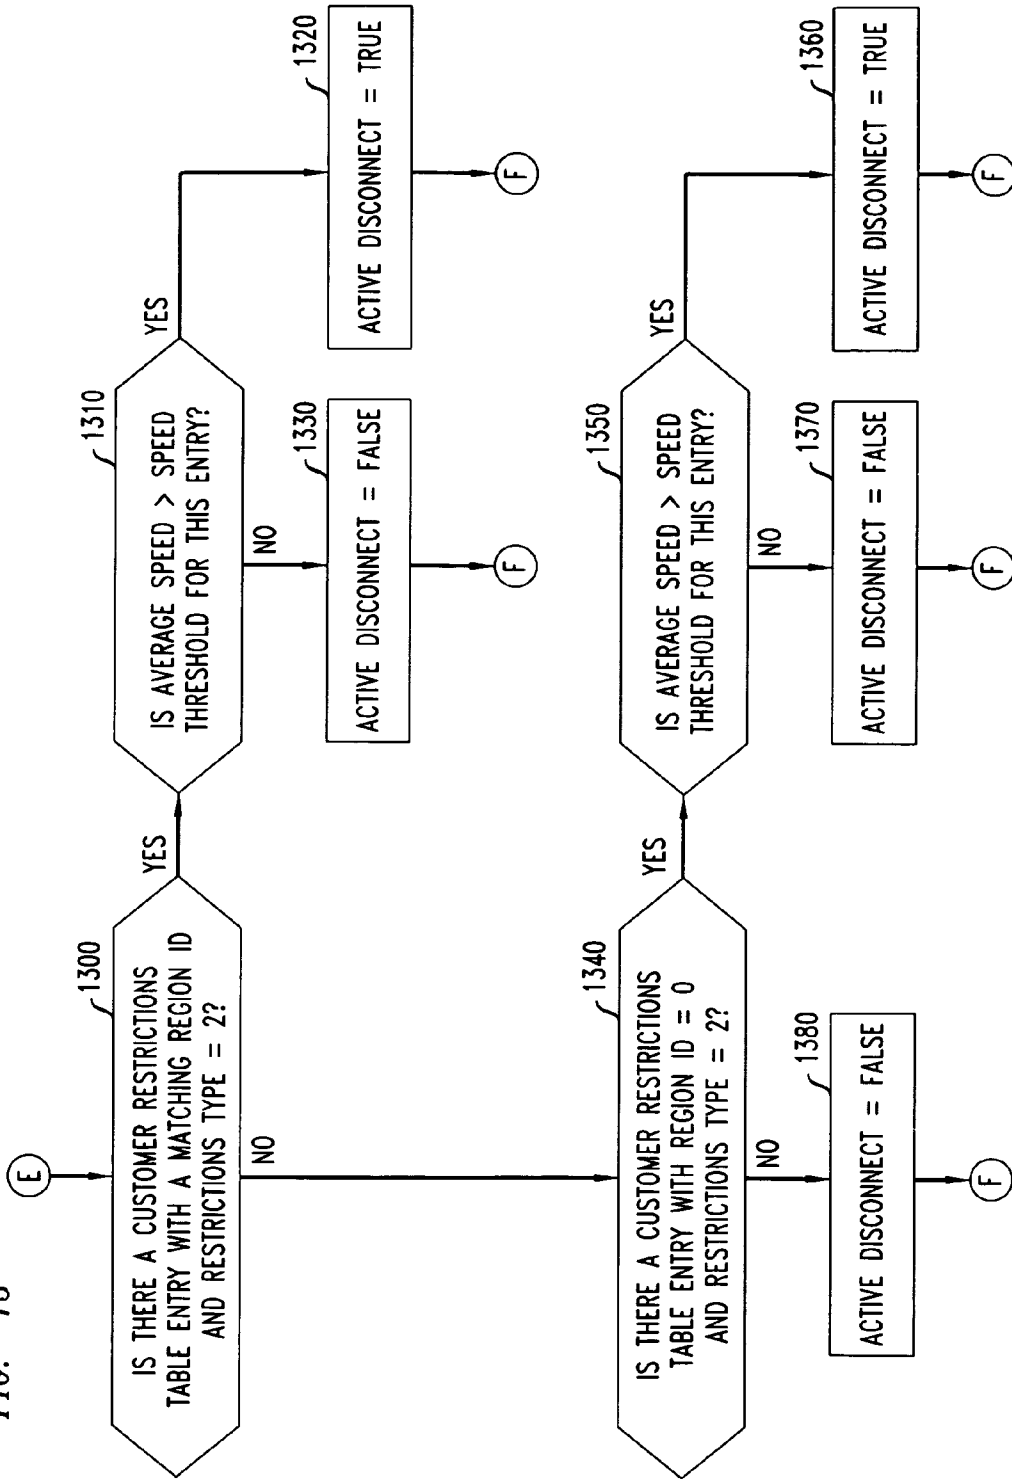 E
1300
IS THERE A CUSTOMER RESTRICTIONS
TABLE ENTRY WITH A MATCHING REGION ID
AND RESTRICTIONS TYPE = 2?
YES
NO
1310
IS AVERAGE SPEED > SPEED
THRESHOLD FOR THIS ENTRY?
YES
NO
1320
ACTIVE DISCONNECT = TRUE
F
1330
ACTIVE DISCONNECT = FALSE
F
1340
IS THERE A CUSTOMER RESTRICTIONS
TABLE ENTRY WITH REGION ID = 0
AND RESTRICTIONS TYPE = 2?
YES
NO
1350
IS AVERAGE SPEED > SPEED
THRESHOLD FOR THIS ENTRY?
YES
NO
1360
ACTIVE DISCONNECT = TRUE
F
1370
ACTIVE DISCONNECT = FALSE
F
1380
ACTIVE DISCONNECT = FALSE
F